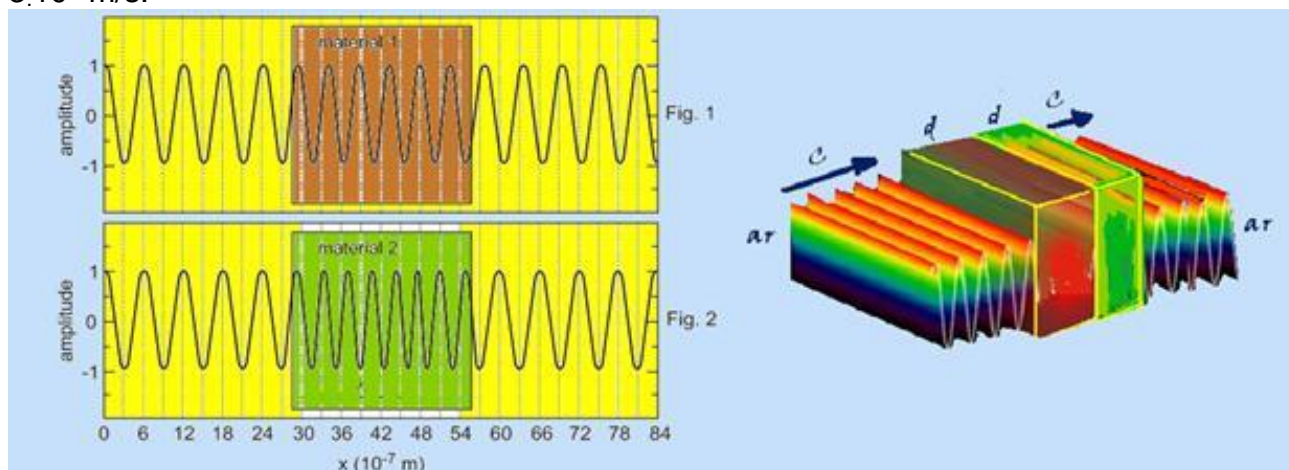 material 1
amplitude
1
0
-1
Fig. 1
material 2
amplitude
1
0
-1
Fig. 2
0 6 12 18 24 30 36 42 48 54 60 66 72 78 84
x (10⁻⁷ m)
d d c
c
ar
ar